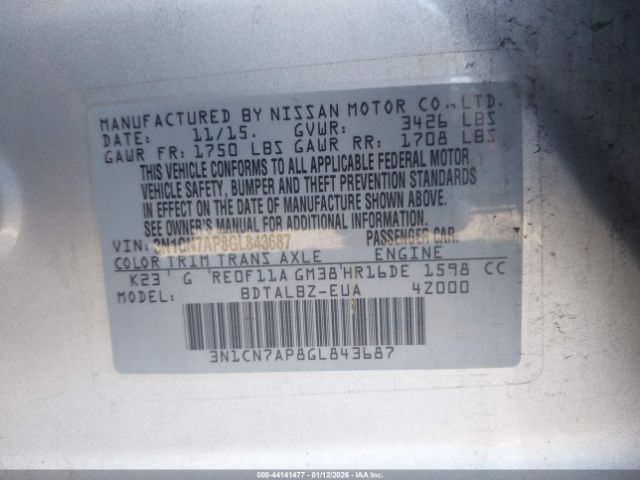 MANUFACTURED BY NISSAN MOTOR CO.,LTD.
DATE: 11/15. GVWR: 3426 LBS
GAWR FR: 1750 LBS GAWR RR: 1708 LBS
THIS VEHICLE CONFORMS TO ALL APPLICABLE FEDERAL MOTOR
VEHICLE SAFETY, BUMPER AND THEFT PREVENTION STANDARDS
IN EFFECT ON THE DATE OF MANUFACTURE SHOWN ABOVE.
SEE OWNER'S MANUAL FOR ADDITIONAL INFORMATION.
VIN: 3N1CN7AP8GL843687 PASSENGER CAR.
COLOR TRIM TRANS AXLE ENGINE
K23 G RE0F11A GM38 HR16DE 1598 CC
MODEL: BDTALBZ-EUA 4Z000
3N1CN7AP8GL843687
000-44141477 - 01/12/2026 - IAA Inc.